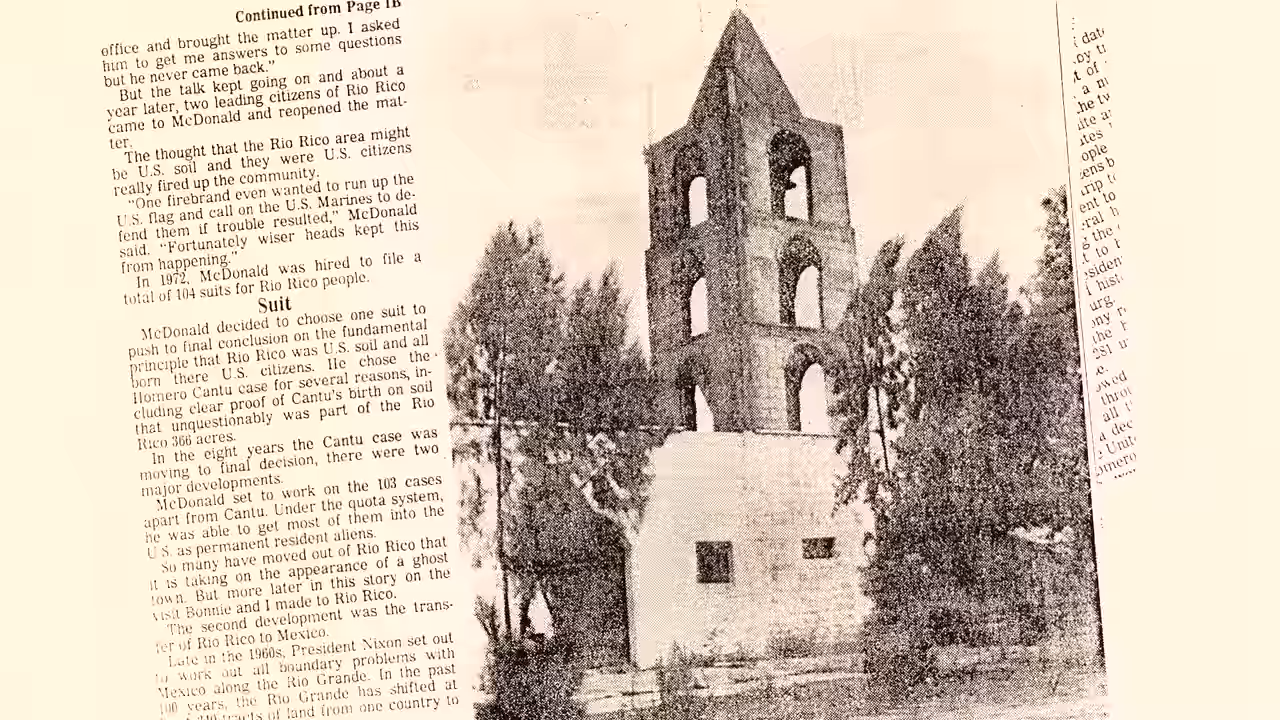 Continued from Page 1B
office and brought the matter up. I asked
him to get me answers to some questions
but he never came back."
But the talk kept going on and about a
year later, two leading citizens of Rio Rico
came to McDonald and reopened the mat-
ter.
The thought that the Rio Rico area might
be U.S. soil and they were U.S. citizens
really fired up the community.
"One firebrand even wanted to run up the
U.S. flag and call on the U.S. Marines to de-
fend them if trouble resulted," McDonald
said. "Fortunately wiser heads kept this
from happening."
In 1972, McDonald was hired to file a
total of 104 suits for Rio Rico people.
Suit
McDonald decided to choose one suit to
push to final conclusion on the fundamental
principle that Rio Rico was U.S. soil and all
born there U.S. citizens. He chose the
Homero Cantu case for several reasons, in-
cluding clear proof of Cantu's birth on soil
that unquestionably was part of the Rio
Rico 366 acres.
In the eight years the Cantu case was
moving to final decision, there were two
major developments.
McDonald set to work on the 103 cases
apart from Cantu. Under the quota system,
he was able to get most of them into the
U.S. as permanent resident aliens.
So many have moved out of Rio Rico that
it is taking on the appearance of a ghost
town. But more later in this story on the
visit Bonnie and I made to Rio Rico.
The second development was the trans-
fer of Rio Rico to Mexico.
Late in the 1960s, President Nixon set out
to work out all boundary problems with
Mexico along the Rio Grande. In the past
100 years, the Rio Grande has shifted at
tracts of land from one country to